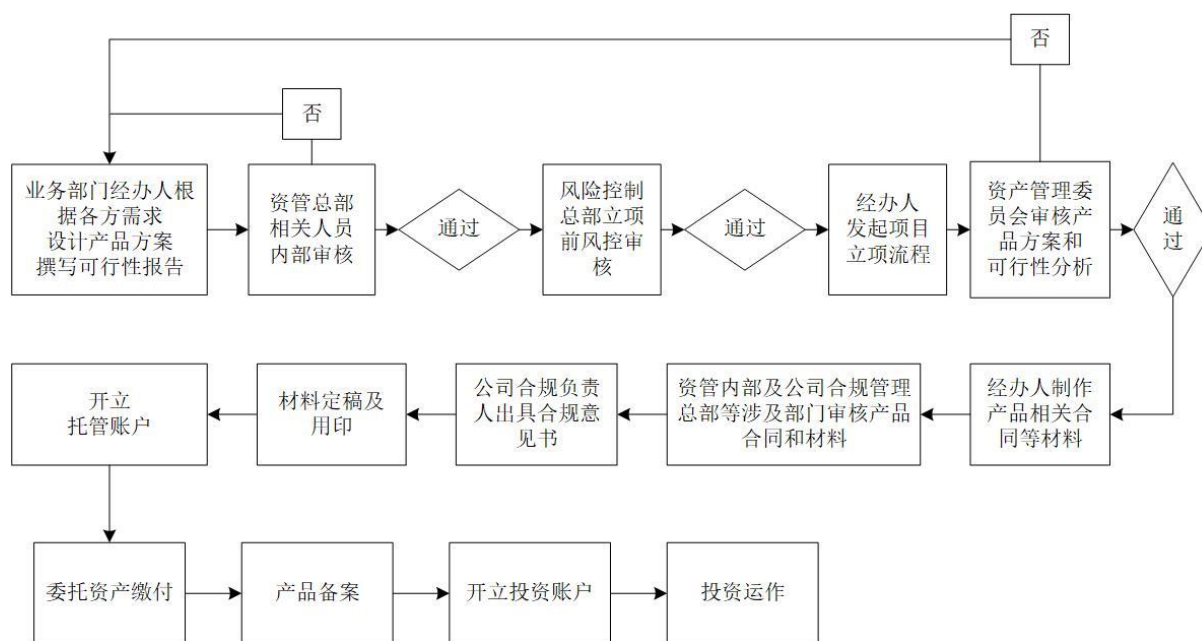 否
否
业务部门经办人根
据各方需求
设计产品方案
撰写可行性报告
资管总部
相关人员
内部审核
通过
风险控制
总部立项
前风控审
核
通过
经办人
发起项目
立项流程
资产管理委
员会审核产
品方案和
可行性分析
通
过
开立
托管账户
材料定稿及
用印
公司合规负责
人出具合规意
见书
资管内部及公司合规管理
总部等涉及部门审核产品
合同和材料
经办人制作
产品相关合
同等材料
委托资产缴付
产品备案
开立投资账户
投资运作